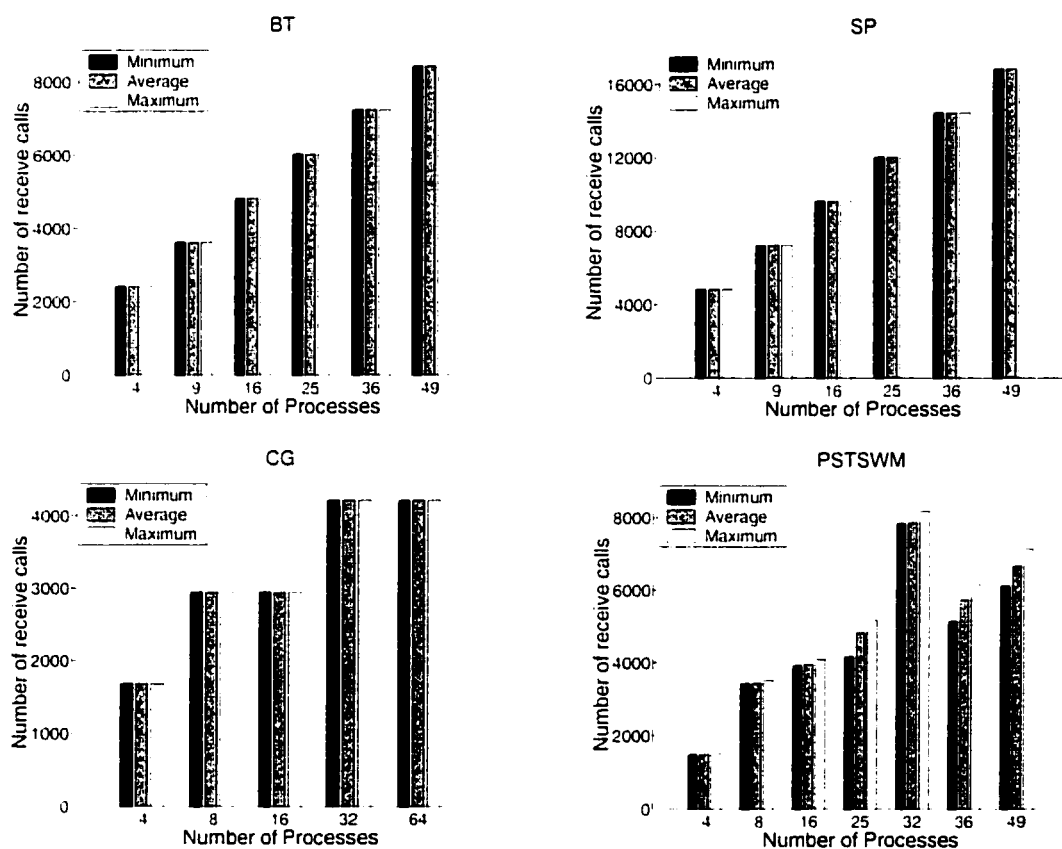 BT
Minimum
Average
Maximum
Number of receive calls
8000
6000
4000
2000
0
4 9 16 25 36 49
Number of Processes
SP
Minimum
Average
Maximum
Number of receive calls
16000
12000
8000
4000
0
4 9 16 25 36 49
Number of Processes
CG
Minimum
Average
Maximum
Number of receive calls
4000
3000
2000
1000
0
4 8 16 32 64
Number of Processes
PSTSWM
Minimum
Average
Maximum
Number of receive calls
8000
6000
4000
2000
0
4 8 16 25 32 36 49
Number of Processes